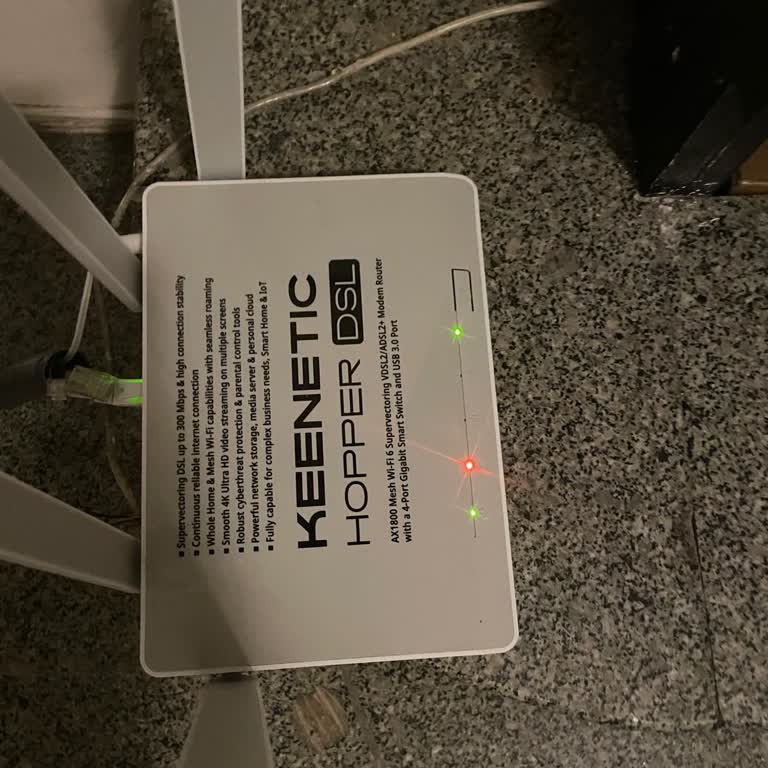 ▪ Supervectoring DSL up to 300 Mbps & high connection stability
▪ Continuous reliable internet connection
▪ Whole Home & Mesh Wi-Fi capabilities with seamless roaming
▪ Smooth 4K Ultra HD video streaming on multiple screens
▪ Robust cyberthreat protection & parental control tools
▪ Powerful network storage, media server & personal cloud
▪ Fully capable for complex business needs, Smart Home & IoT
KEENETIC
HOPPER DSL
AX1800 Mesh Wi-Fi 6 Supervectoring VDSL2/ADSL2+ Modem Router
with a 4-Port Gigabit Smart Switch and USB 3.0 Port